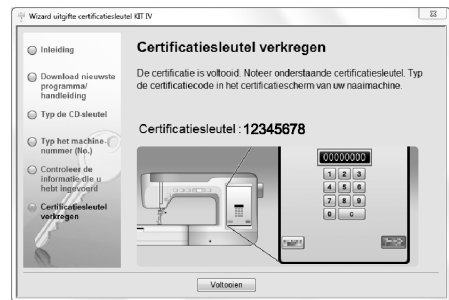 Wizard uitgifte certificatiesleutel KIT IV
Inleiding
Download nieuwste
programma/
handleiding
Typ de CD-sleutel
Typ het machine-
nummer (No.)
Controleer de
informatie die u
hebt ingevoerd
Certificatiesleutel
verkregen
Certificatiesleutel verkregen
De certificatie is voltooid. Noteer onderstaande certificatiesleutel. Typ
de certificatiecode in het certificatiescherm van uw naaimachine.
Certificatiesleutel : 12345678
00000000
1 2 3
4 5 6
7 8 9
0 C
Voltooien